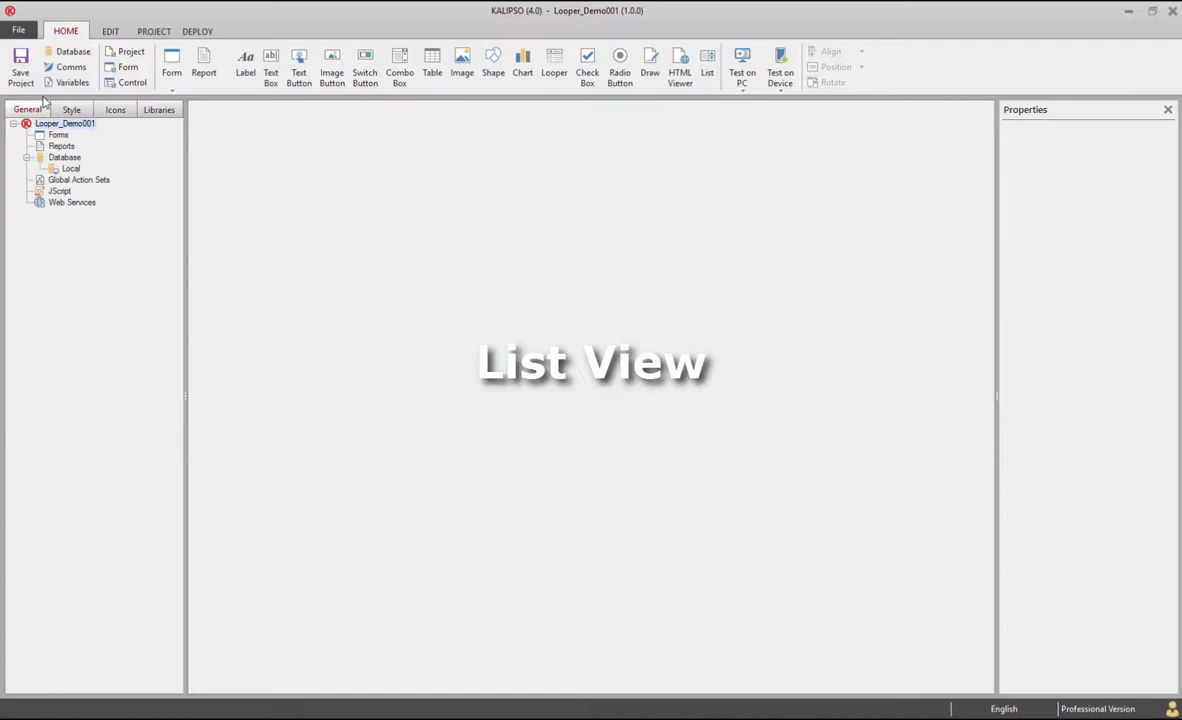 KALIPSO (4.0) - Looper_Demo001 (1.0.0)
File
HOME
EDIT
PROJECT
DEPLOY
Save Project
Database
Comms
Variables
Project
Form
Control
Form
Report
Label
Text Box
Text Button
Image Button
Switch Button
Combo Box
Table
Image
Shape
Chart
Looper
Check Box
Radio Button
Draw
HTML Viewer
List
Test on PC
Test on Device
Align
Position
Rotate
General
Style
Icons
Libraries
Looper_Demo001
Forms
Reports
Database
Local
Global Action Sets
JScript
Web Services
List View
Properties
English
Professional Version